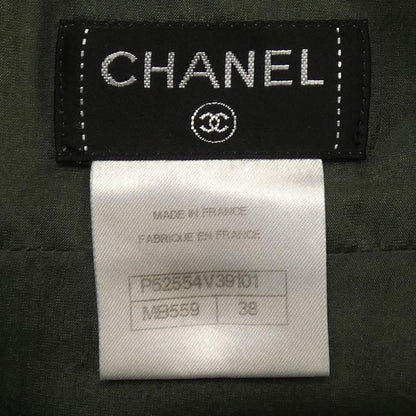 CHANEL
MADE IN FRANCE
FABRIQUE EN FRANCE
P52554V39101
MB559 38